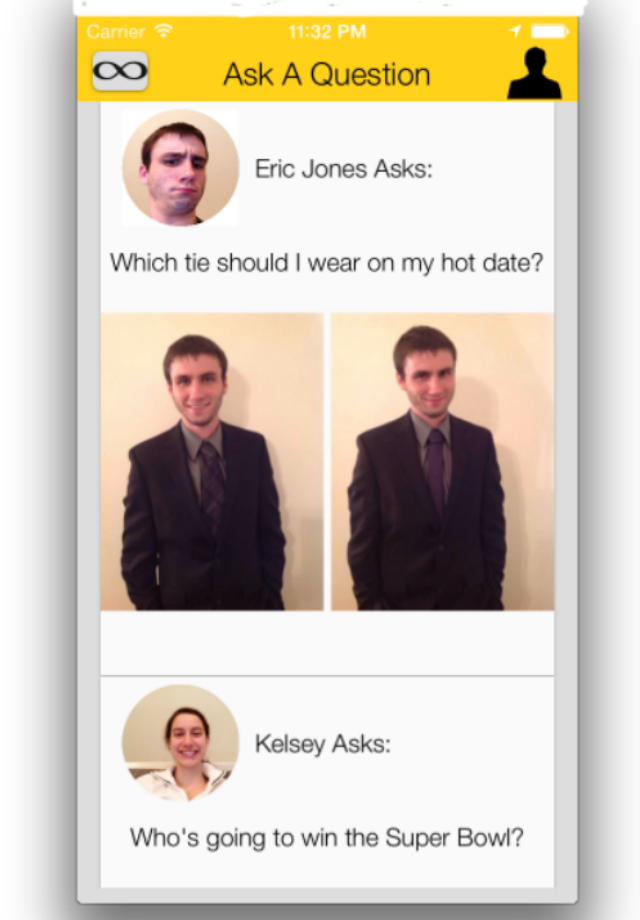 Carrier 11:32 PM
Ask A Question
Eric Jones Asks:
Which tie should I wear on my hot date?
Kelsey Asks:
Who's going to win the Super Bowl?